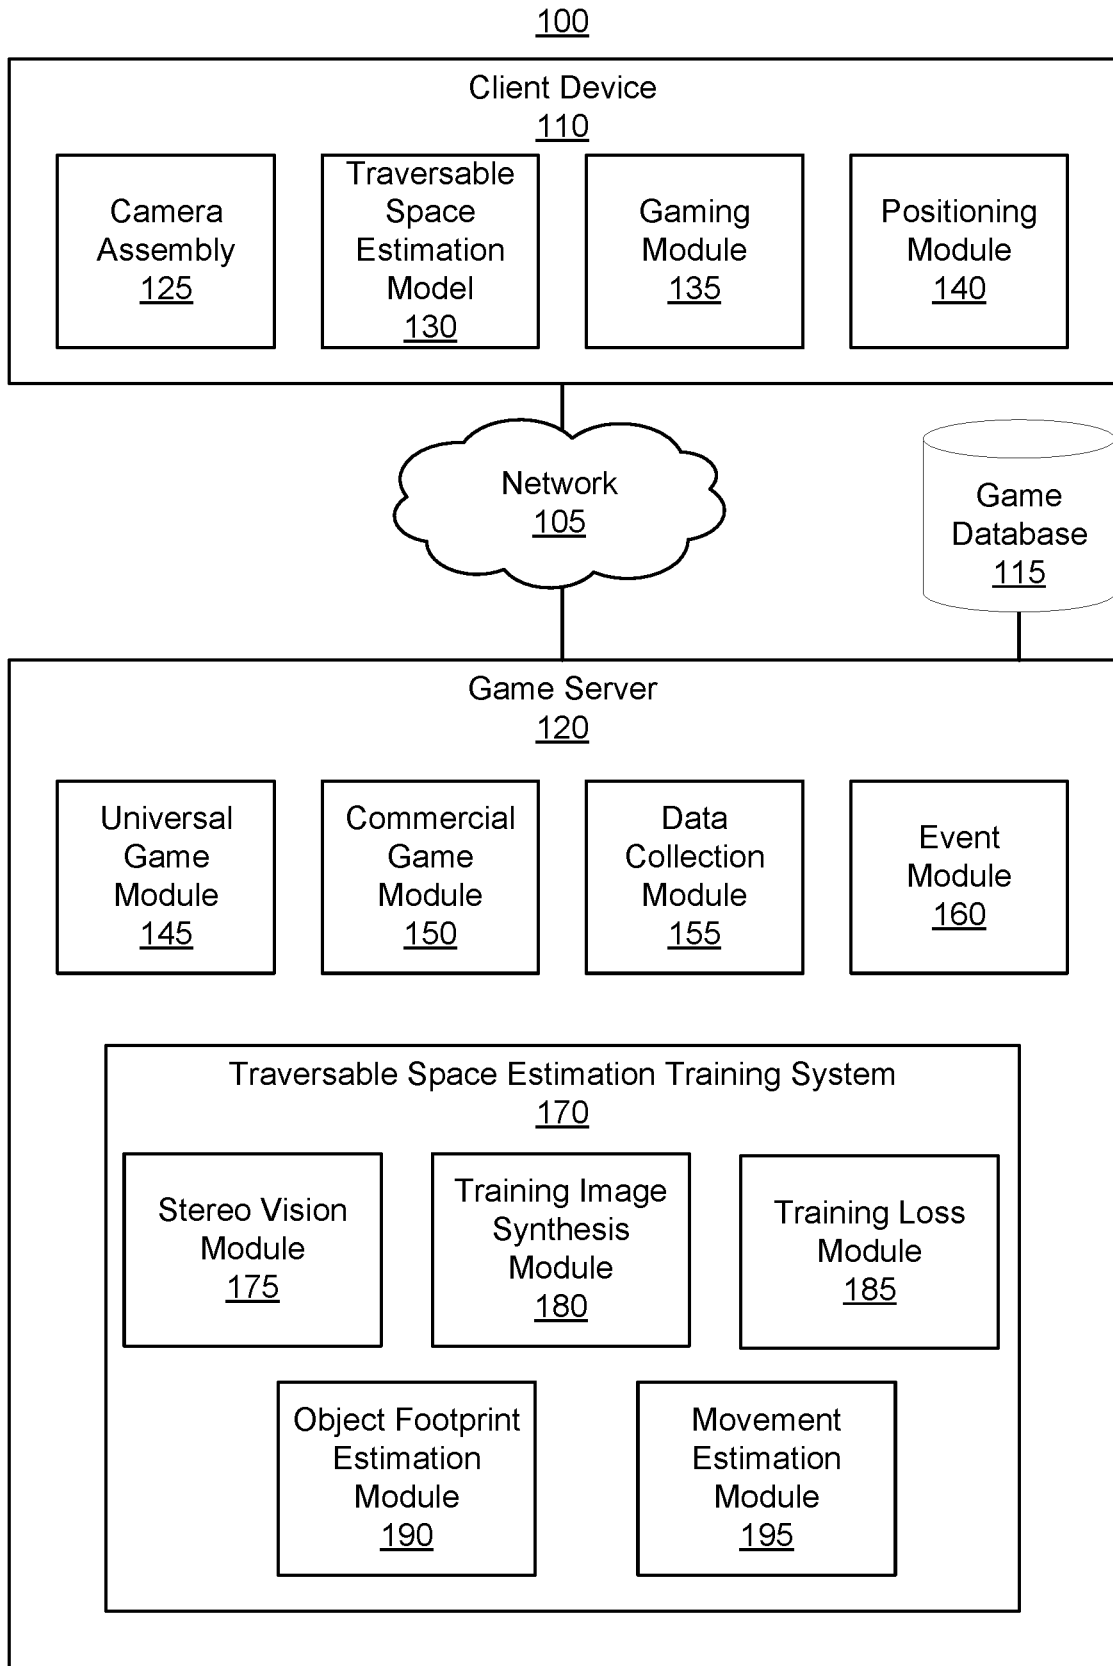 100
Client Device
110
Camera
Assembly
125
Traversable
Space
Estimation
Model
130
Gaming
Module
135
Positioning
Module
140
Network
105
Game
Database
115
Game Server
120
Universal
Game
Module
145
Commercial
Game
Module
150
Data
Collection
Module
155
Event
Module
160
Traversable Space Estimation Training System
170
Stereo Vision
Module
175
Training Image
Synthesis
Module
180
Training Loss
Module
185
Object Footprint
Estimation
Module
190
Movement
Estimation
Module
195